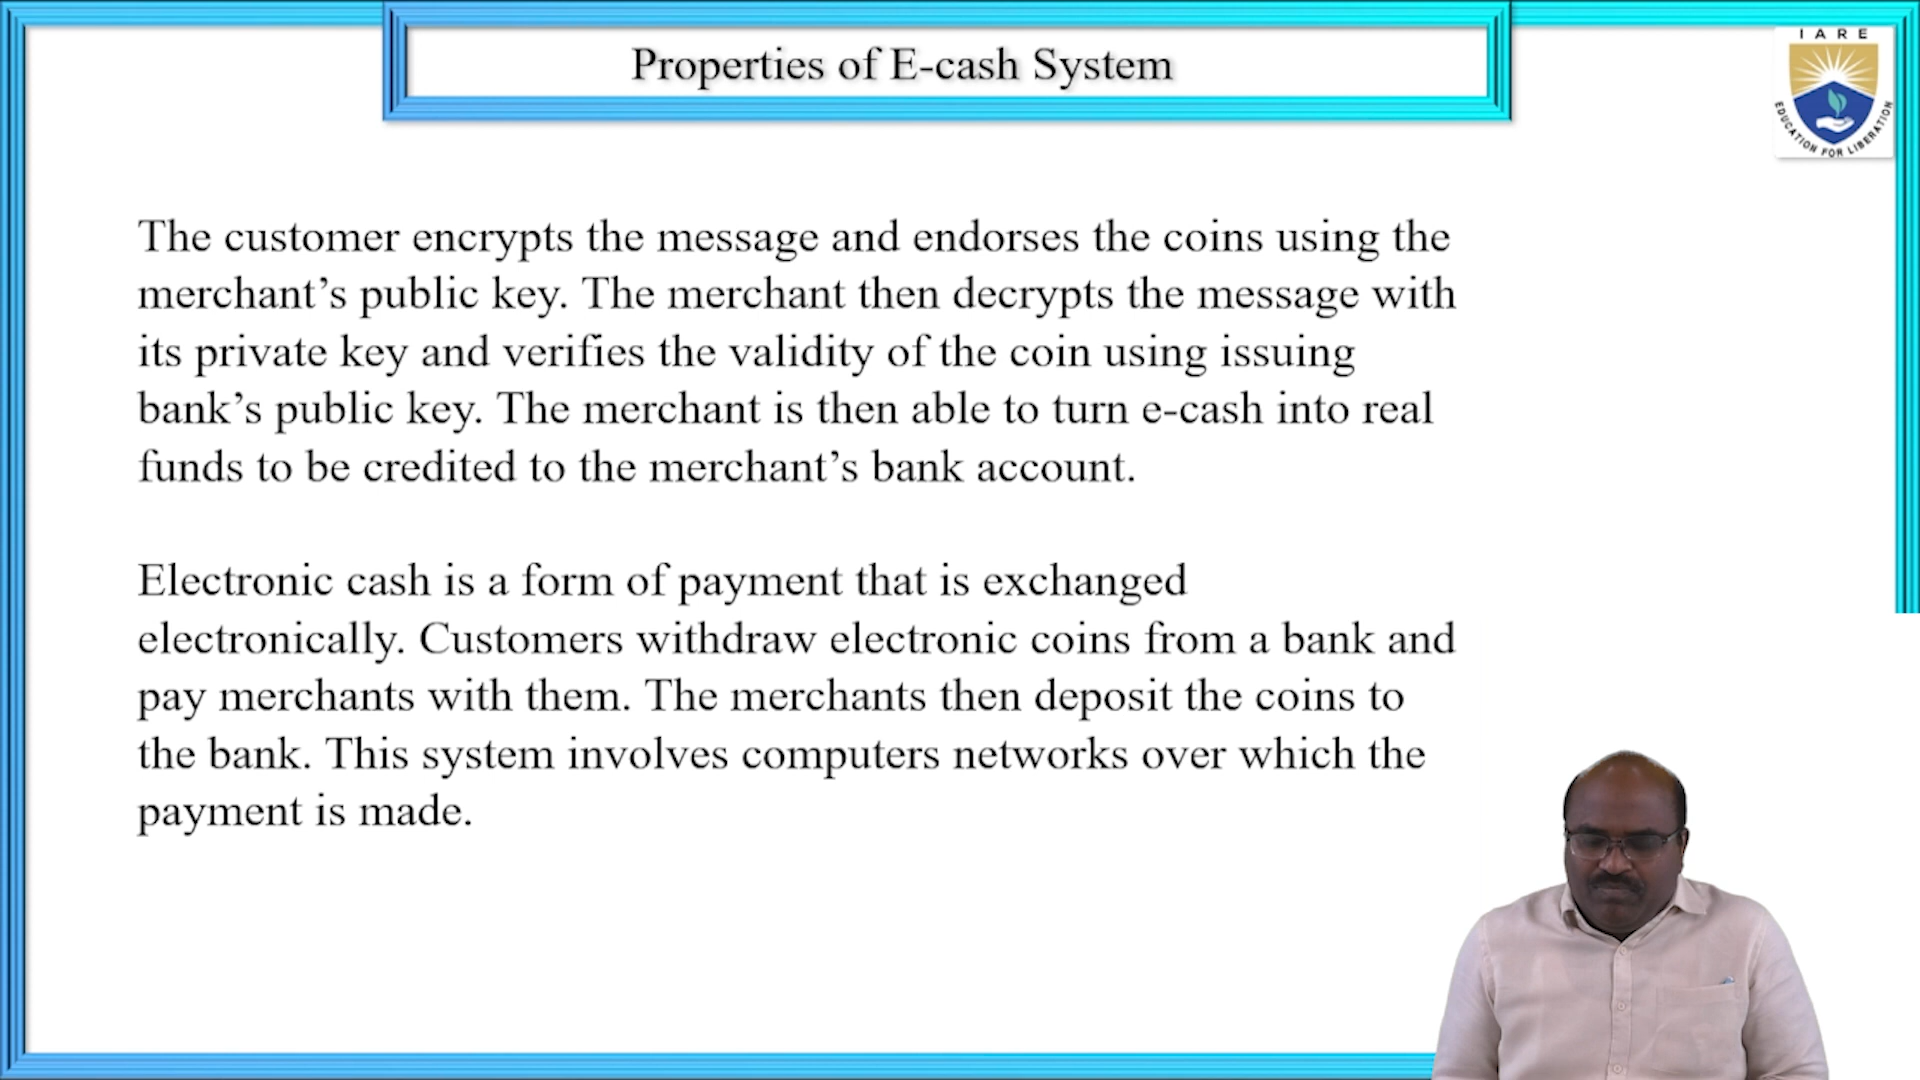 Properties of E-cash System
I A R E
EDUCATION FOR LIBERATION
The customer encrypts the message and endorses the coins using the
merchant’s public key. The merchant then decrypts the message with
its private key and verifies the validity of the coin using issuing
bank’s public key. The merchant is then able to turn e-cash into real
funds to be credited to the merchant’s bank account.
Electronic cash is a form of payment that is exchanged
electronically. Customers withdraw electronic coins from a bank and
pay merchants with them. The merchants then deposit the coins to
the bank. This system involves computers networks over which the
payment is made.